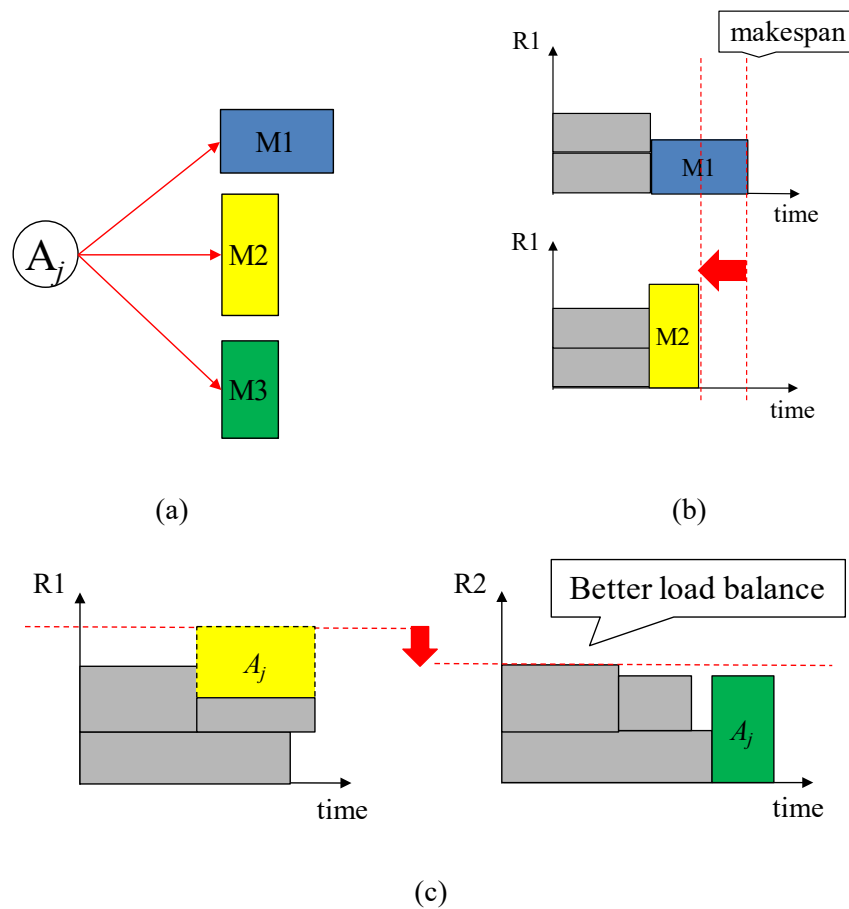 M1
M2
M3
A_j
(a)
makespan
R1
M1
time
R1
M2
time
(b)
R1
A_j
time
R2
Better load balance
A_j
time
(c)